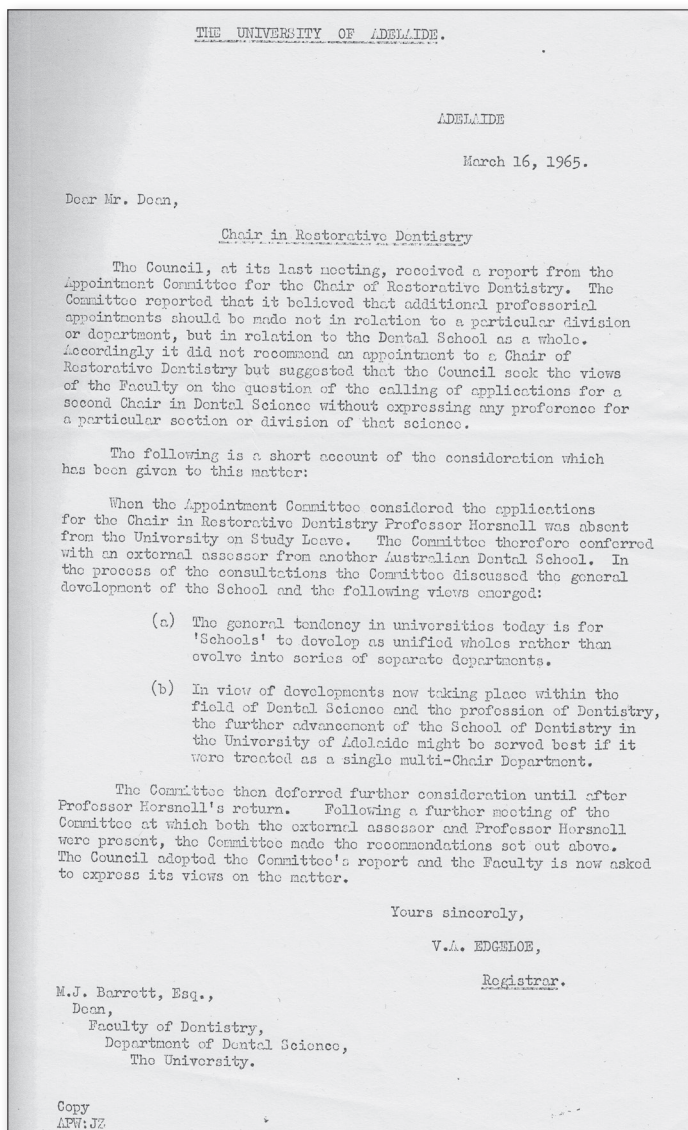 THE UNIVERSITY OF ADELAIDE.
ADELAIDE
March 16, 1965.
Dear Mr. Dean,
Chair in Restorative Dentistry
The Council, at its last meeting, received a report from the
Appointment Committee for the Chair of Restorative Dentistry. The
Committee reported that it believed that additional professorial
appointments should be made not in relation to a particular division
or department, but in relation to the Dental School as a whole.
Accordingly it did not recommend an appointment to a Chair of
Restorative Dentistry but suggested that the Council seek the views
of the Faculty on the question of the calling of applications for a
second Chair in Dental Science without expressing any preference for
a particular section or division of that science.
The following is a short account of the consideration which
has been given to this matter:
When the Appointment Committee considered the applications
for the Chair in Restorative Dentistry Professor Horsnell was absent
from the University on Study Leave. The Committee therefore conferred
with an external assessor from another Australian Dental School. In
the process of the consultations the Committee discussed the general
development of the School and the following views emerged:
(a) The general tendency in universities today is for
'Schools' to develop as unified wholes rather than
evolve into series of separate departments.
(b) In view of developments now taking place within the
field of Dental Science and the profession of Dentistry,
the further advancement of the School of Dentistry in
the University of Adelaide might be served best if it
were treated as a single multi-Chair Department.
The Committee then deferred further consideration until after
Professor Horsnell's return. Following a further meeting of the
Committee at which both the external assessor and Professor Horsnell
were present, the Committee made the recommendations set out above.
The Council adopted the Committee's report and the Faculty is now asked
to express its views on the matter.
Yours sincerely,
V.A. EDGELOE,
Registrar.
M.J. Barrett, Esq.,
Dean,
Faculty of Dentistry,
Department of Dental Science,
The University.
Copy
APW:JZ